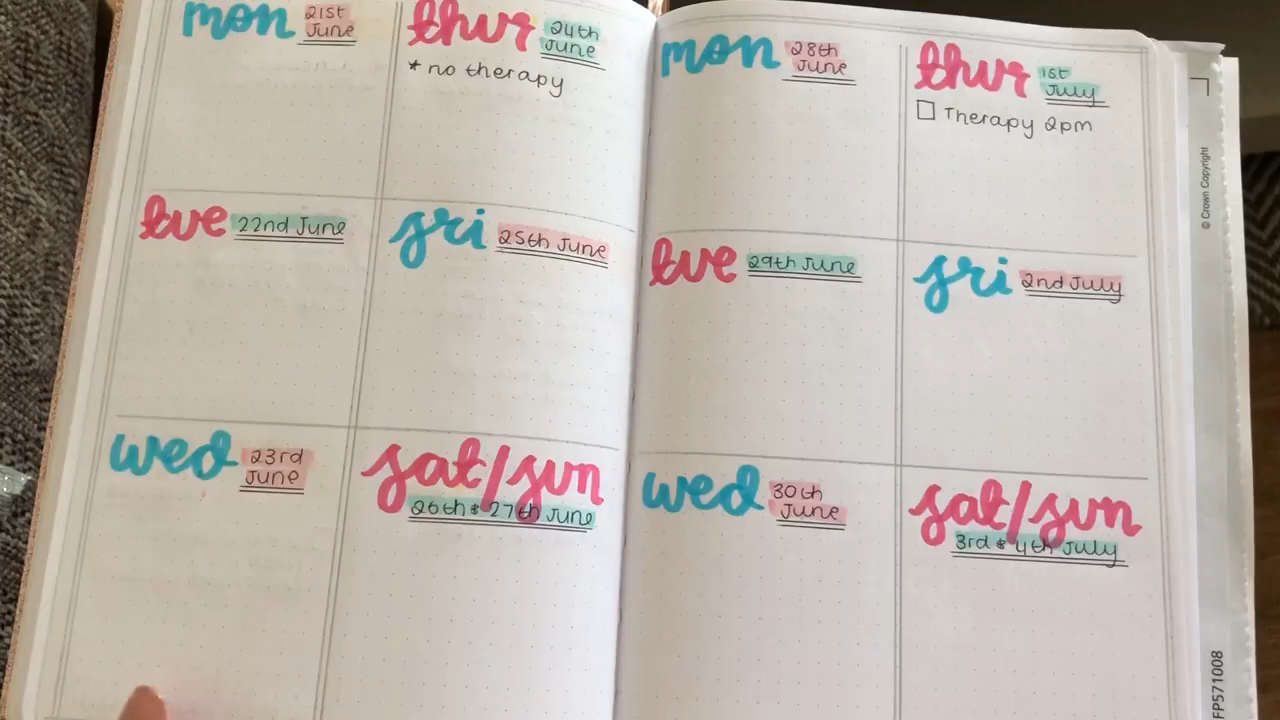 mon 21st
June
tue 22nd June
wed 23rd
June
thur 24th
June
* no therapy
fri 25th June
sat/sun
26th & 27th June
mon 28th
June
tue 29th June
wed 30th
June
thur 1st
July
Therapy 2pm
fri 2nd July
sat/sun
3rd & 4th July
© Crown Copyright
FP571008